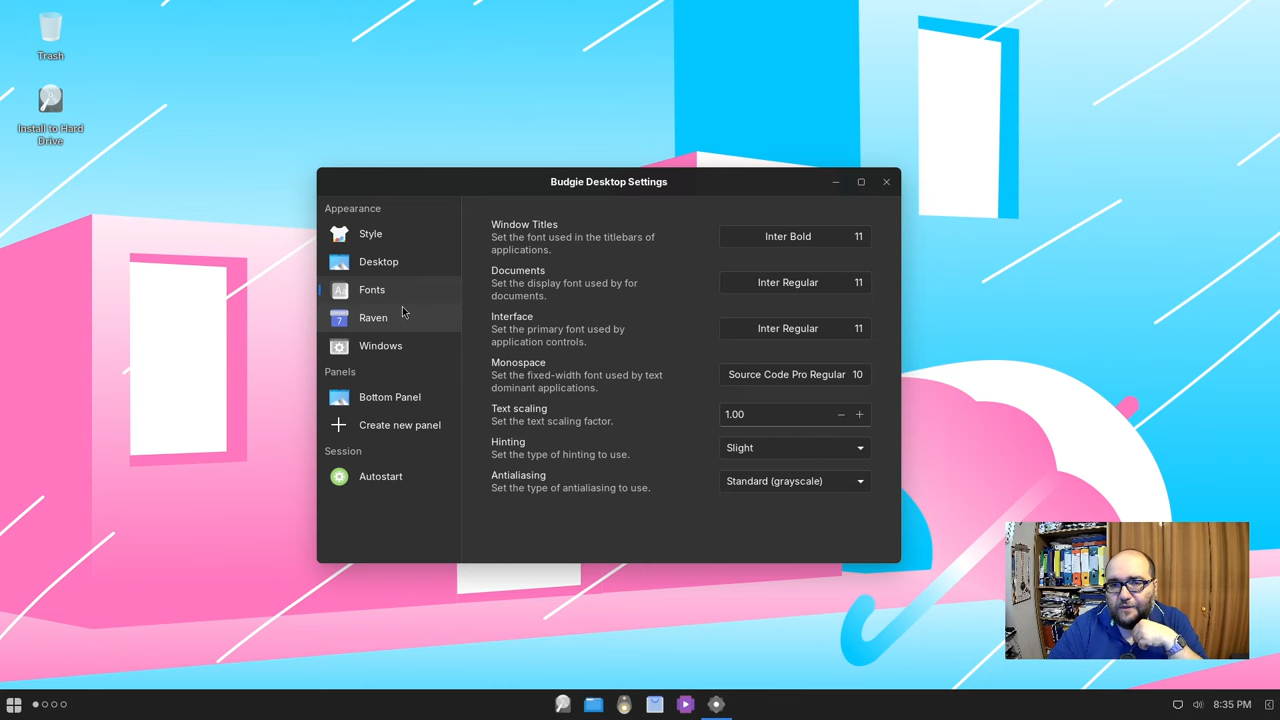 Trash
Install to Hard
Drive
Budgie Desktop Settings
Appearance
Style
Desktop
Fonts
Raven
Windows
Panels
Bottom Panel
Create new panel
Session
Autostart
Window Titles
Set the font used in the titlebars of
applications.
Inter Bold 11
Documents
Set the display font used by for
documents.
Inter Regular 11
Interface
Set the primary font used by
application controls.
Inter Regular 11
Monospace
Set the fixed-width font used by text
dominant applications.
Source Code Pro Regular 10
Text scaling
Set the text scaling factor.
1.00
Hinting
Set the type of hinting to use.
Slight
Antialiasing
Set the type of antialiasing to use.
Standard (grayscale)
8:35 PM